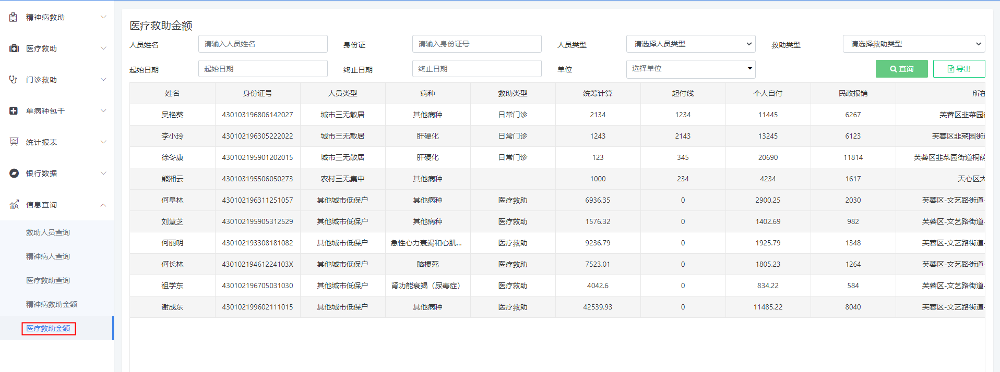 精神病救助
医疗救助
门诊救助
单病种包干
统计报表
银行数据
信息查询
救助人员查询
精神病人查询
医疗救助查询
精神病救助金额
医疗救助金额
医疗救助金额
人员姓名 请输入人员姓名 身份证 请输入身份证号 人员类型 请选择人员类型 救助类型 请选择救助类型
起始日期 起始日期 终止日期 终止日期 单位 选择单位 查询 导出
姓名 身份证号 人员类型 病种 救助类型 统筹计算 起付线 个人自付 民政报销 所在
吴艳葵 430103196806142027 城市三无散居 其他病种 日常门诊 2134 1234 11445 6267 芙蓉区韭菜园街
李小玲 430102196305222022 城市三无散居 肝硬化 日常门诊 1243 2143 13245 6123 芙蓉区韭菜园街道
徐冬康 430102195901202015 城市三无散居 肝硬化 日常门诊 123 345 20690 11814 芙蓉区韭菜园街道桐荫
熊湘云 430103195506050273 农村三无集中 其他病种 1000 234 4234 1617 天心区大
何阜林 430102196311251057 其他城市低保户 其他病种 医疗救助 6936.35 0 2900.25 2030 芙蓉区-文艺路街道-
刘慧芝 430102195905312529 其他城市低保户 其他病种 医疗救助 1576.32 0 1402.69 982 芙蓉区-文艺路街道-
何丽明 430102193308181082 其他城市低保户 急性心力衰竭和心肌... 医疗救助 9236.79 0 1925.79 1348 芙蓉区-文艺路街道-
何长林 43010219461224103X 其他城市低保户 脑梗死 医疗救助 7523.01 0 1805.23 1264 芙蓉区-文艺路街道-
祖学东 430102196705031030 其他城市低保户 肾功能衰竭（尿毒症） 医疗救助 4042.6 0 834.22 584 芙蓉区-文艺路街道-
谢成东 430102199602111015 其他城市低保户 其他病种 医疗救助 42539.93 0 11485.22 8040 芙蓉区-文艺路街道-